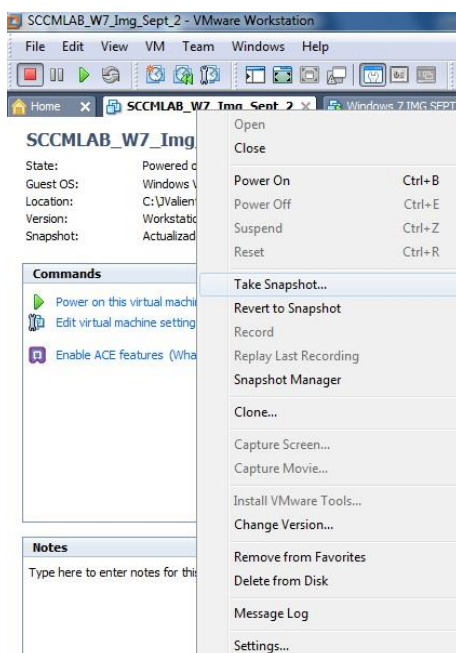 SCCMLAB_W7_Img_Sept_2 - VMware Workstation
File Edit View VM Team Windows Help
Home SCCMLAB_W7_Img_Sept_2 Windows 7 IMG SEPT
SCCMLAB_W7_Img
State: Powered
Guest OS: Windows
Location: C:\JValien
Version: Workstatio
Snapshot: Actualizad
Commands
Power on this virtual machi
Edit virtual machine setting
Enable ACE features (Wha
Notes
Type here to enter notes for thi
Open
Close
Power On Ctrl+B
Power Off Ctrl+E
Suspend Ctrl+Z
Reset Ctrl+R
Take Snapshot...
Revert to Snapshot
Record
Replay Last Recording
Snapshot Manager
Clone...
Capture Screen...
Capture Movie...
Install VMware Tools...
Change Version...
Remove from Favorites
Delete from Disk
Message Log
Settings...